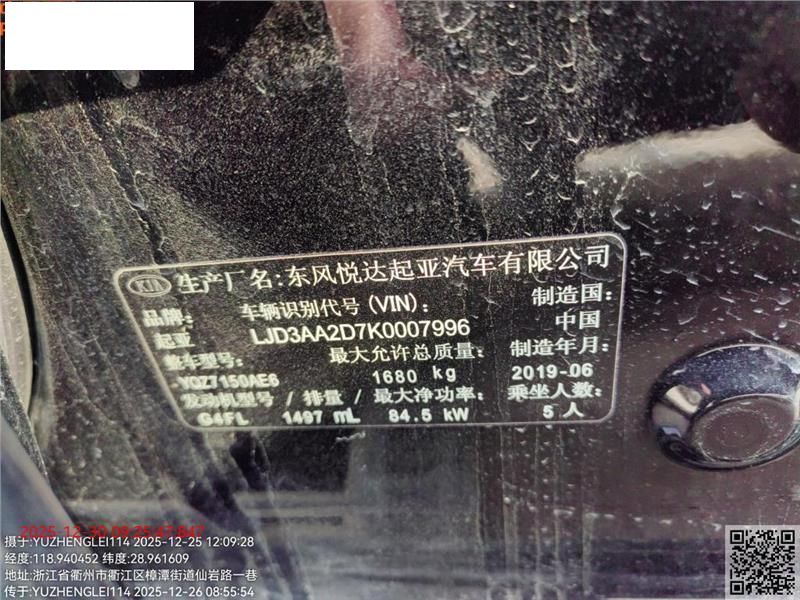 KIA 生产厂名:东风悦达起亚汽车有限公司
品牌: 车辆识别代号(VIN): 制造国:
起亚 LJD3AA2D7K0007996 中国
整车型号: 最大允许总质量: 制造年月:
YQZ7150AE6 1680 kg 2019-06
发动机型号 / 排量 / 最大净功率: 乘坐人数:
G4FL 1497 mL 84.5 kW 5 人
摄于:YUZHENGLEI114 2025-12-25 12:09:28
经度:118.940452 纬度:28.961609
地址:浙江省衢州市衢江区樟潭街道仙岩路一巷
传于:YUZHENGLEI114 2025-12-26 08:55:54